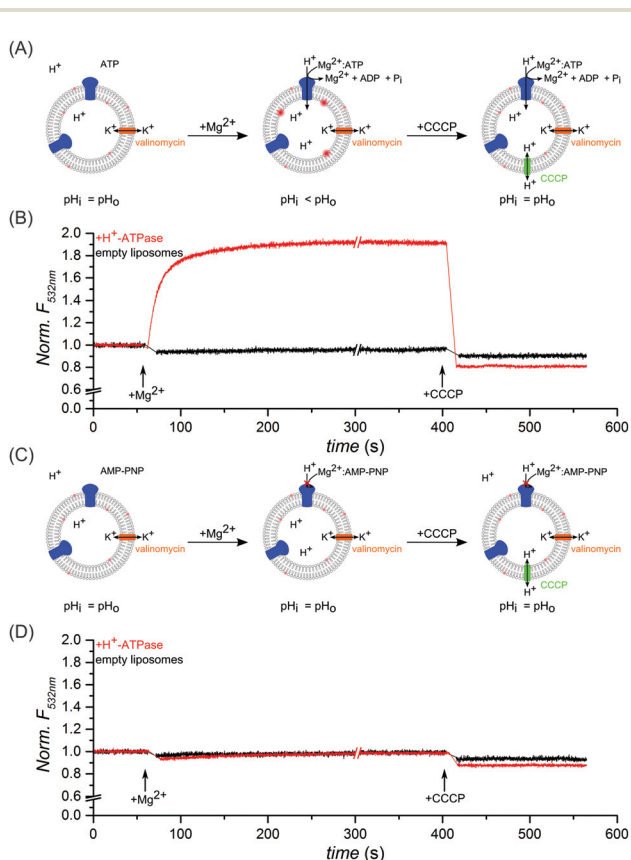 (A)
H⁺ ATP
H⁺
K⁺ K⁺
valinomycin
pHᵢ = pHₒ
+Mg²⁺
H⁺ Mg²⁺:ATP
Mg²⁺ + ADP + Pᵢ
H⁺
K⁺ K⁺
valinomycin
pHᵢ < pHₒ
+CCCP
H⁺ Mg²⁺:ATP
Mg²⁺ + ADP + Pᵢ
H⁺
K⁺ K⁺
valinomycin
H⁺
CCCP
H⁺
pHᵢ = pHₒ
(B)
+H⁺-ATPase
empty liposomes
Norm. F532nm
2.0
1.8
1.6
1.4
1.2
1.0
0.8
0.6
0.0
+Mg²⁺
+CCCP
0 100 200 300 400 500 600
time (s)
(C)
H⁺ AMP-PNP
H⁺
K⁺ K⁺
valinomycin
pHᵢ = pHₒ
+Mg²⁺
H⁺
Mg²⁺:AMP-PNP
K⁺ K⁺
valinomycin
H⁺
pHᵢ = pHₒ
+CCCP
H⁺ H⁺
Mg²⁺:AMP-PNP
K⁺ K⁺
valinomycin
H⁺
CCCP
H⁺
pHᵢ = pHₒ
(D)
+H⁺-ATPase
empty liposomes
Norm. F532nm
2.0
1.8
1.6
1.4
1.2
1.0
0.8
0.6
0.0
+Mg²⁺
+CCCP
0 100 200 300 400 500 600
time (s)